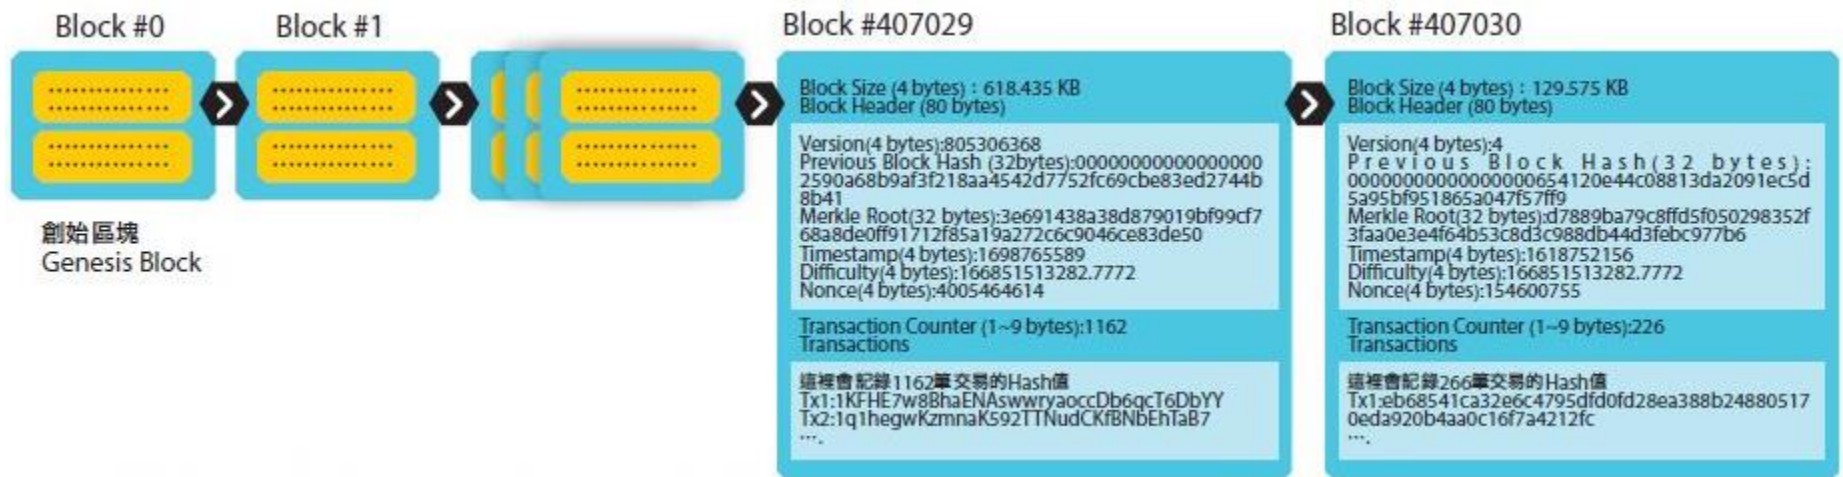 Block #0
Block #1
創始區塊
Genesis Block
Block #407029
Block Size (4 bytes)：618.435 KB
Block Header (80 bytes)
Version(4 bytes):805306368
Previous Block Hash (32bytes):00000000000000000
2590a68b9af3f218aa4542d7752fc69cbe83ed2744b
8b41
Merkle Root(32 bytes):3e691438a38d879019bf99cf7
68a8de0ff91712f85a19a272c6c9046ce83de50
Timestamp(4 bytes):1698765589
Difficulty(4 bytes):166851513282.7772
Nonce(4 bytes):4005464614
Transaction Counter (1~9 bytes):1162
Transactions
這裡會記錄1162筆交易的Hash值
Tx1:1KFHE7w8BhaENAswwryaoccDb6qcT6DbYY
Tx2:1q1hegwKzmnaK592TTNudCKfBNbEhTaB7
….
Block #407030
Block Size (4 bytes)：129.575 KB
Block Header (80 bytes)
Version(4 bytes):4
Previous Block Hash(32 bytes):
00000000000000000654120e44c08813da2091ec5d
5a95bf951865a047f57ff9
Merkle Root(32 bytes):d7889ba79c8ffd5f050298352f
3faa0e3e4f64b53c8d3c988db44d3febc977b6
Timestamp(4 bytes):1618752156
Difficulty(4 bytes):166851513282.7772
Nonce(4 bytes):154600755
Transaction Counter (1~9 bytes):226
Transactions
這裡會記錄266筆交易的Hash值
Tx1:eb68541ca32e6c4795dfd0fd28ea388b24880517
0eda920b4aa0c16f7a4212fc
….